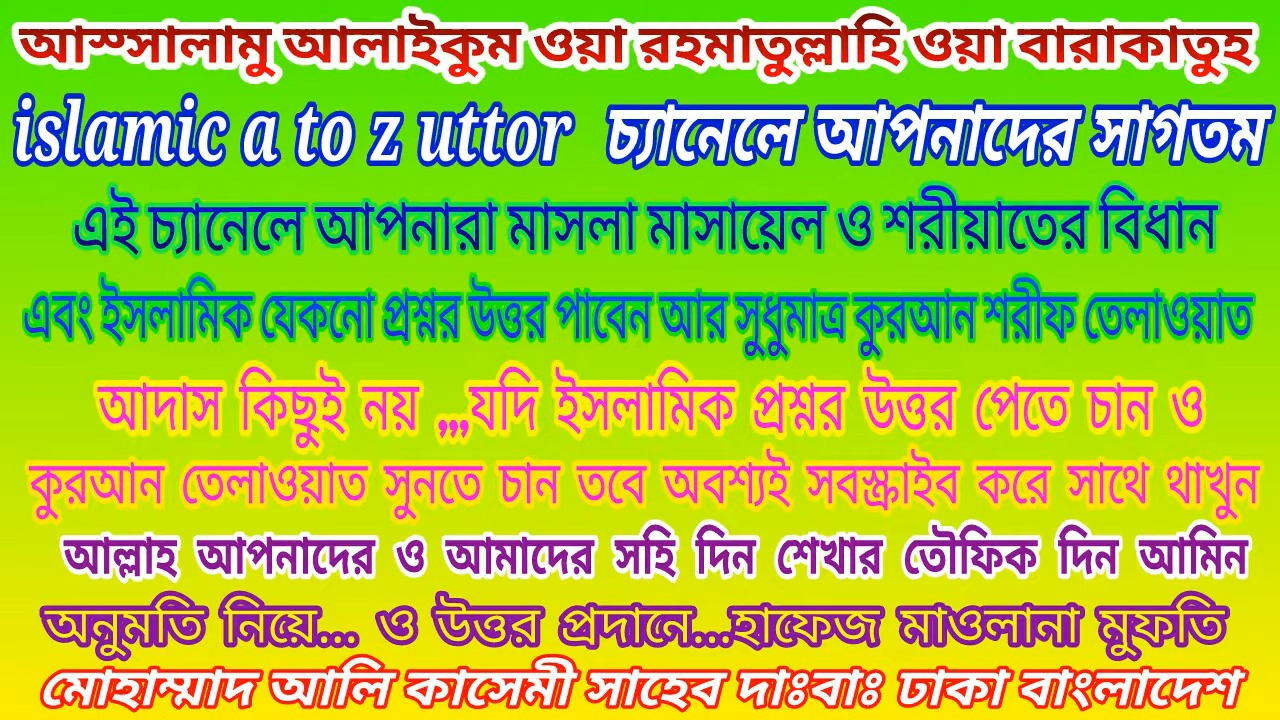 আসসালামু আলাইকুম ওয়া রহমাতুল্লাহি ওয়া বারাকাতুহ
islamic a to z uttor চ্যানেলে আপনাদের সাগতম
এই চ্যানেলে আপনারা মাসলা মাসায়েল ও শরীয়াতের বিধান
এবং ইসলামিক যেকনো প্রশ্নর উত্তর পাবেন আর সুধুমাত্র কুরআন শরীফ তেলাওয়াত
আদাস কিছুই নয় ,,,যদি ইসলামিক প্রশ্নর উত্তর পেতে চান ও
কুরআন তেলাওয়াত সুনতে চান তবে অবশ্যই সবস্ক্রাইব করে সাথে থাখুন
আল্লাহ আপনাদের ও আমাদের সহি দিন শেখার তৌফিক দিন আমিন
অনুমতি নিয়ে... ও উত্তর প্রদানে...হাফেজ মাওলানা মুফতি
মোহাম্মাদ আলি কাসেমী সাহেব দাঃবাঃ ঢাকা বাংলাদেশ